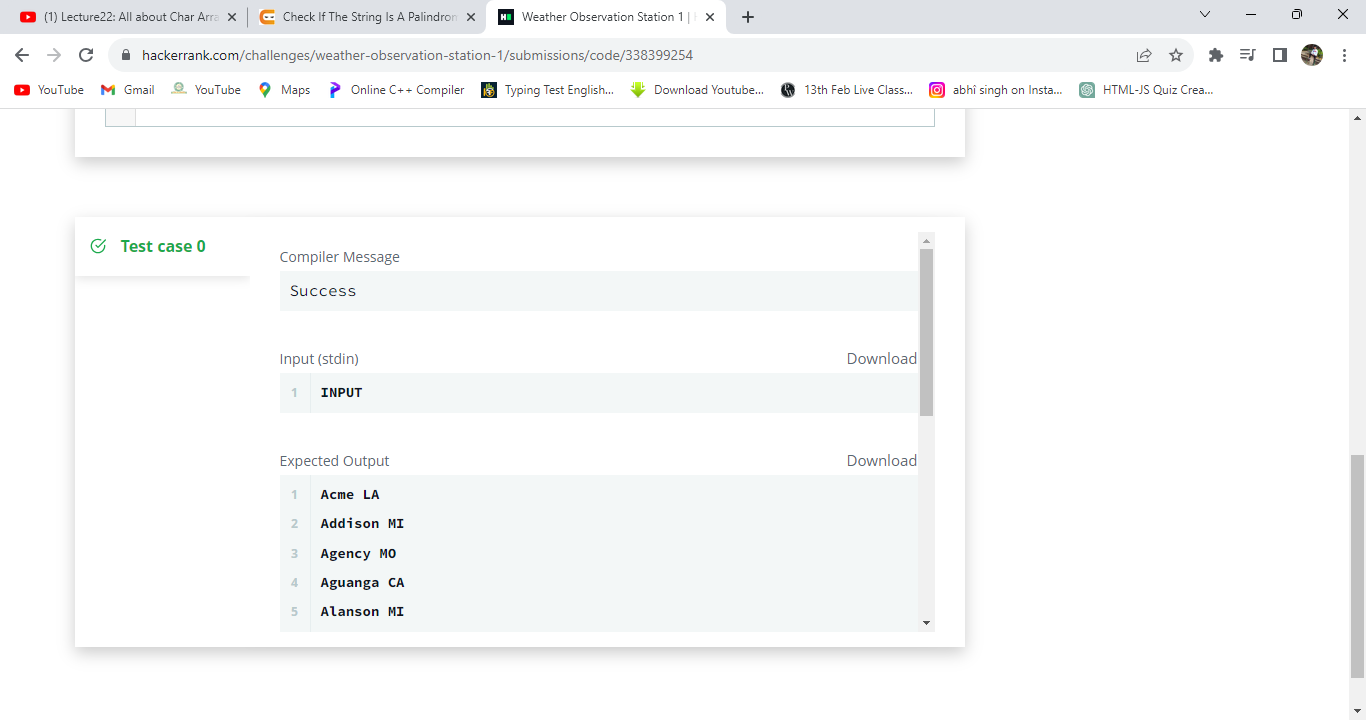 (1) Lecture22: All about Char Arra
Check If The String Is A Palindron
Weather Observation Station 1 |
hackerrank.com/challenges/weather-observation-station-1/submissions/code/338399254
YouTube
Gmail
YouTube
Maps
Online C++ Compiler
Typing Test English...
Download Youtube...
13th Feb Live Class...
abhî singh on Insta...
HTML-JS Quiz Crea...
Test case 0
Compiler Message
Success
Input (stdin)
Download
1 INPUT
Expected Output
Download
1 Acme LA
2 Addison MI
3 Agency MO
4 Aguanga CA
5 Alanson MI